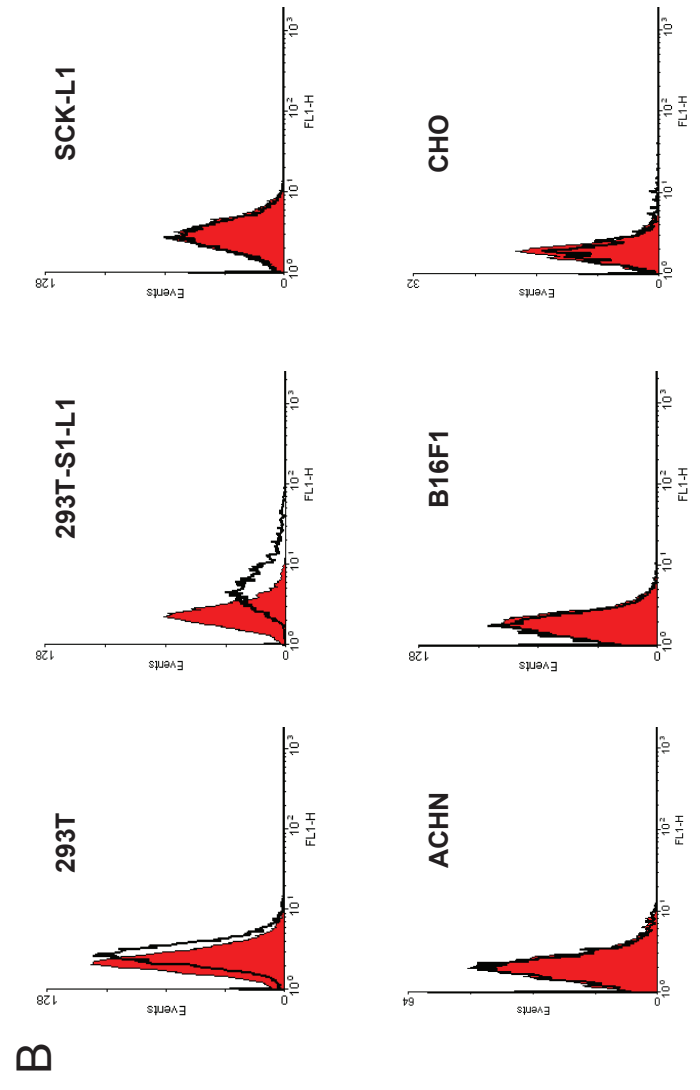 B
293T
128
Events
0
10⁰ 10¹ 10² 10³
FL1-H
293T-S1-L1
128
Events
0
10⁰ 10¹ 10² 10³
FL1-H
SCK-L1
128
Events
0
10⁰ 10¹ 10² 10³
FL1-H
ACHN
64
Events
0
10⁰ 10¹ 10² 10³
FL1-H
B16F1
128
Events
0
10⁰ 10¹ 10² 10³
FL1-H
CHO
32
Events
0
10⁰ 10¹ 10² 10³
FL1-H